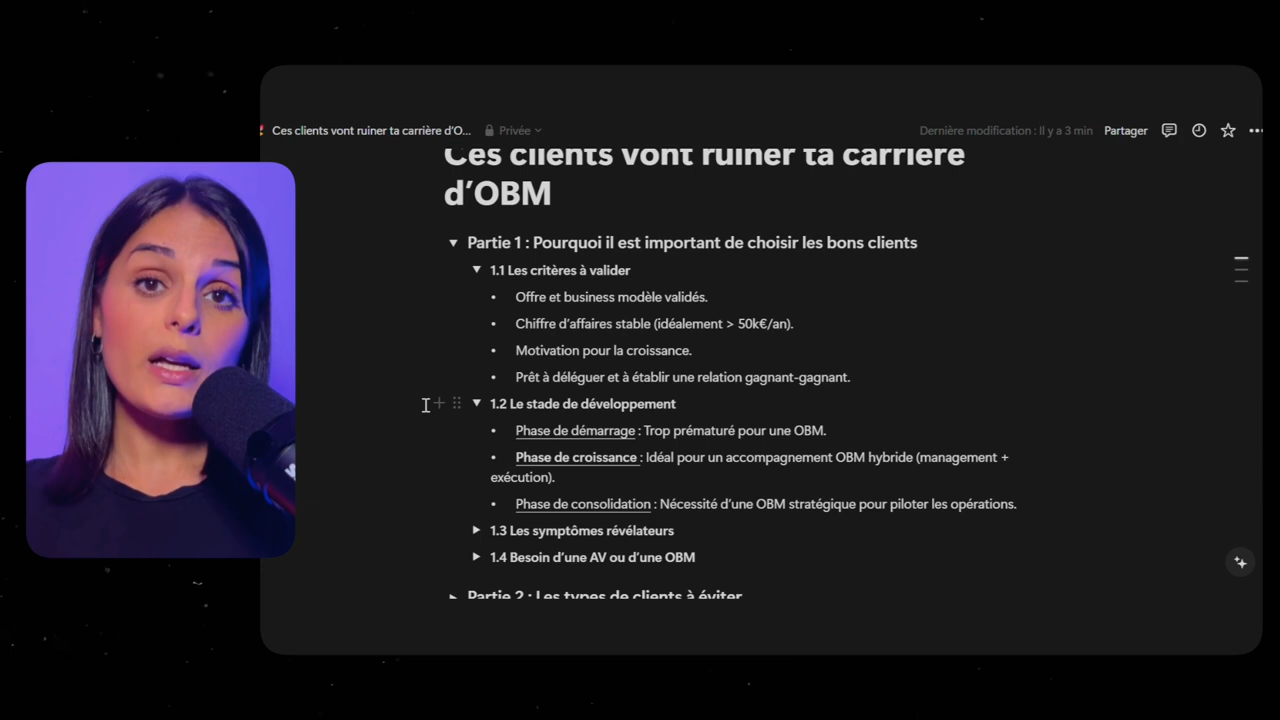 Ces clients vont ruiner ta carrière d'O...
Privée
Dernière modification : Il y a 3 min
Partager
Ces clients vont ruiner ta carrière
d'OBM
Partie 1 : Pourquoi il est important de choisir les bons clients
1.1 Les critères à valider
• Offre et business modèle validés.
• Chiffre d'affaires stable (idéalement > 50k€/an).
• Motivation pour la croissance.
• Prêt à déléguer et à établir une relation gagnant-gagnant.
1.2 Le stade de développement
• Phase de démarrage : Trop prématuré pour une OBM.
• Phase de croissance : Idéal pour un accompagnement OBM hybride (management +
exécution).
• Phase de consolidation : Nécessité d'une OBM stratégique pour piloter les opérations.
1.3 Les symptômes révélateurs
1.4 Besoin d'une AV ou d'une OBM
Partie 2 : Les types de clients à éviter